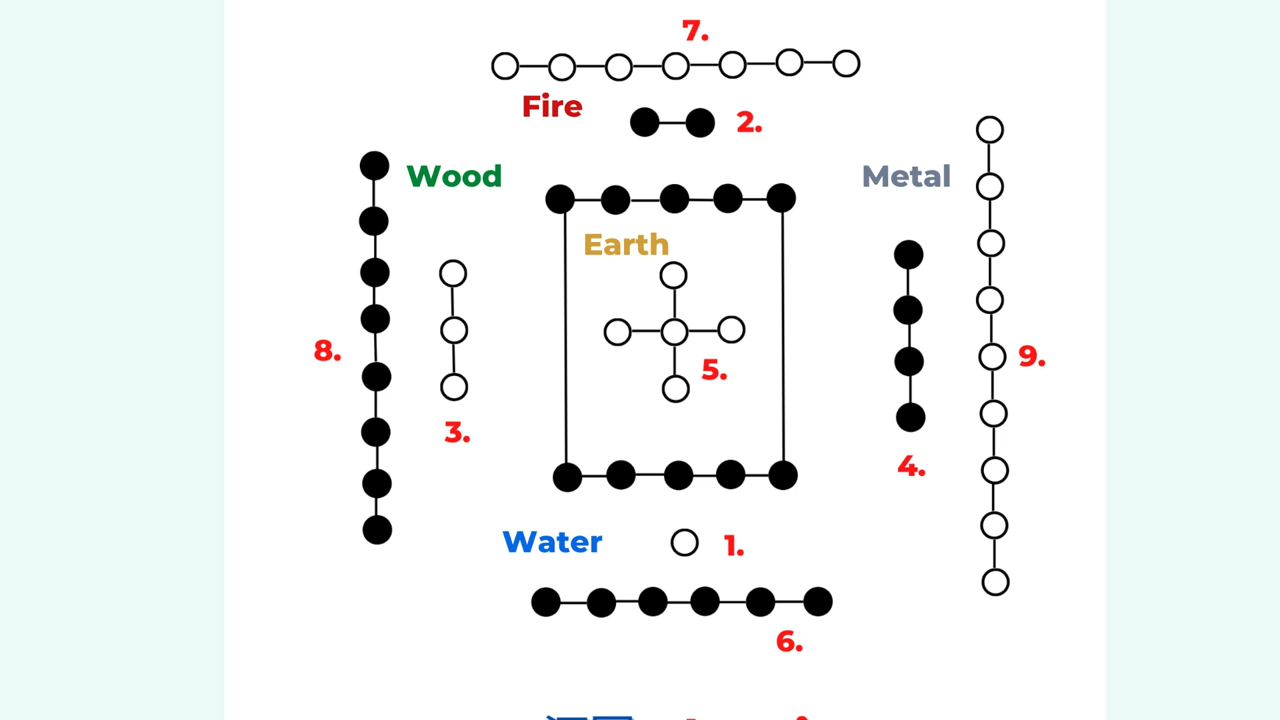 7.
Fire
2.
Wood
Metal
Earth
8.
9.
5.
3.
4.
Water
1.
6.